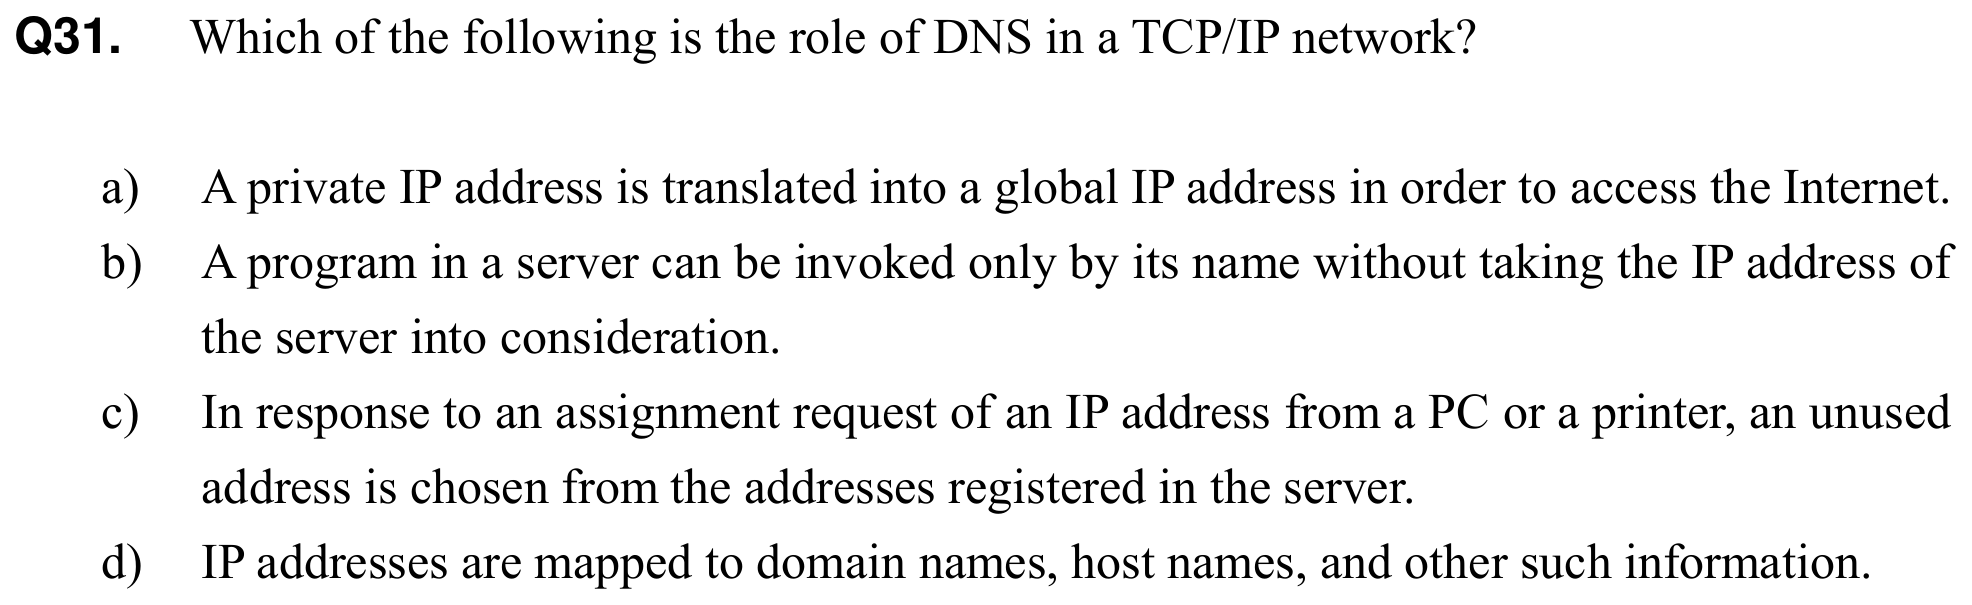 Q31. Which of the following is the role of DNS in a TCP/IP network?
a) A private IP address is translated into a global IP address in order to access the Internet.
b) A program in a server can be invoked only by its name without taking the IP address of
the server into consideration.
c) In response to an assignment request of an IP address from a PC or a printer, an unused
address is chosen from the addresses registered in the server.
d) IP addresses are mapped to domain names, host names, and other such information.